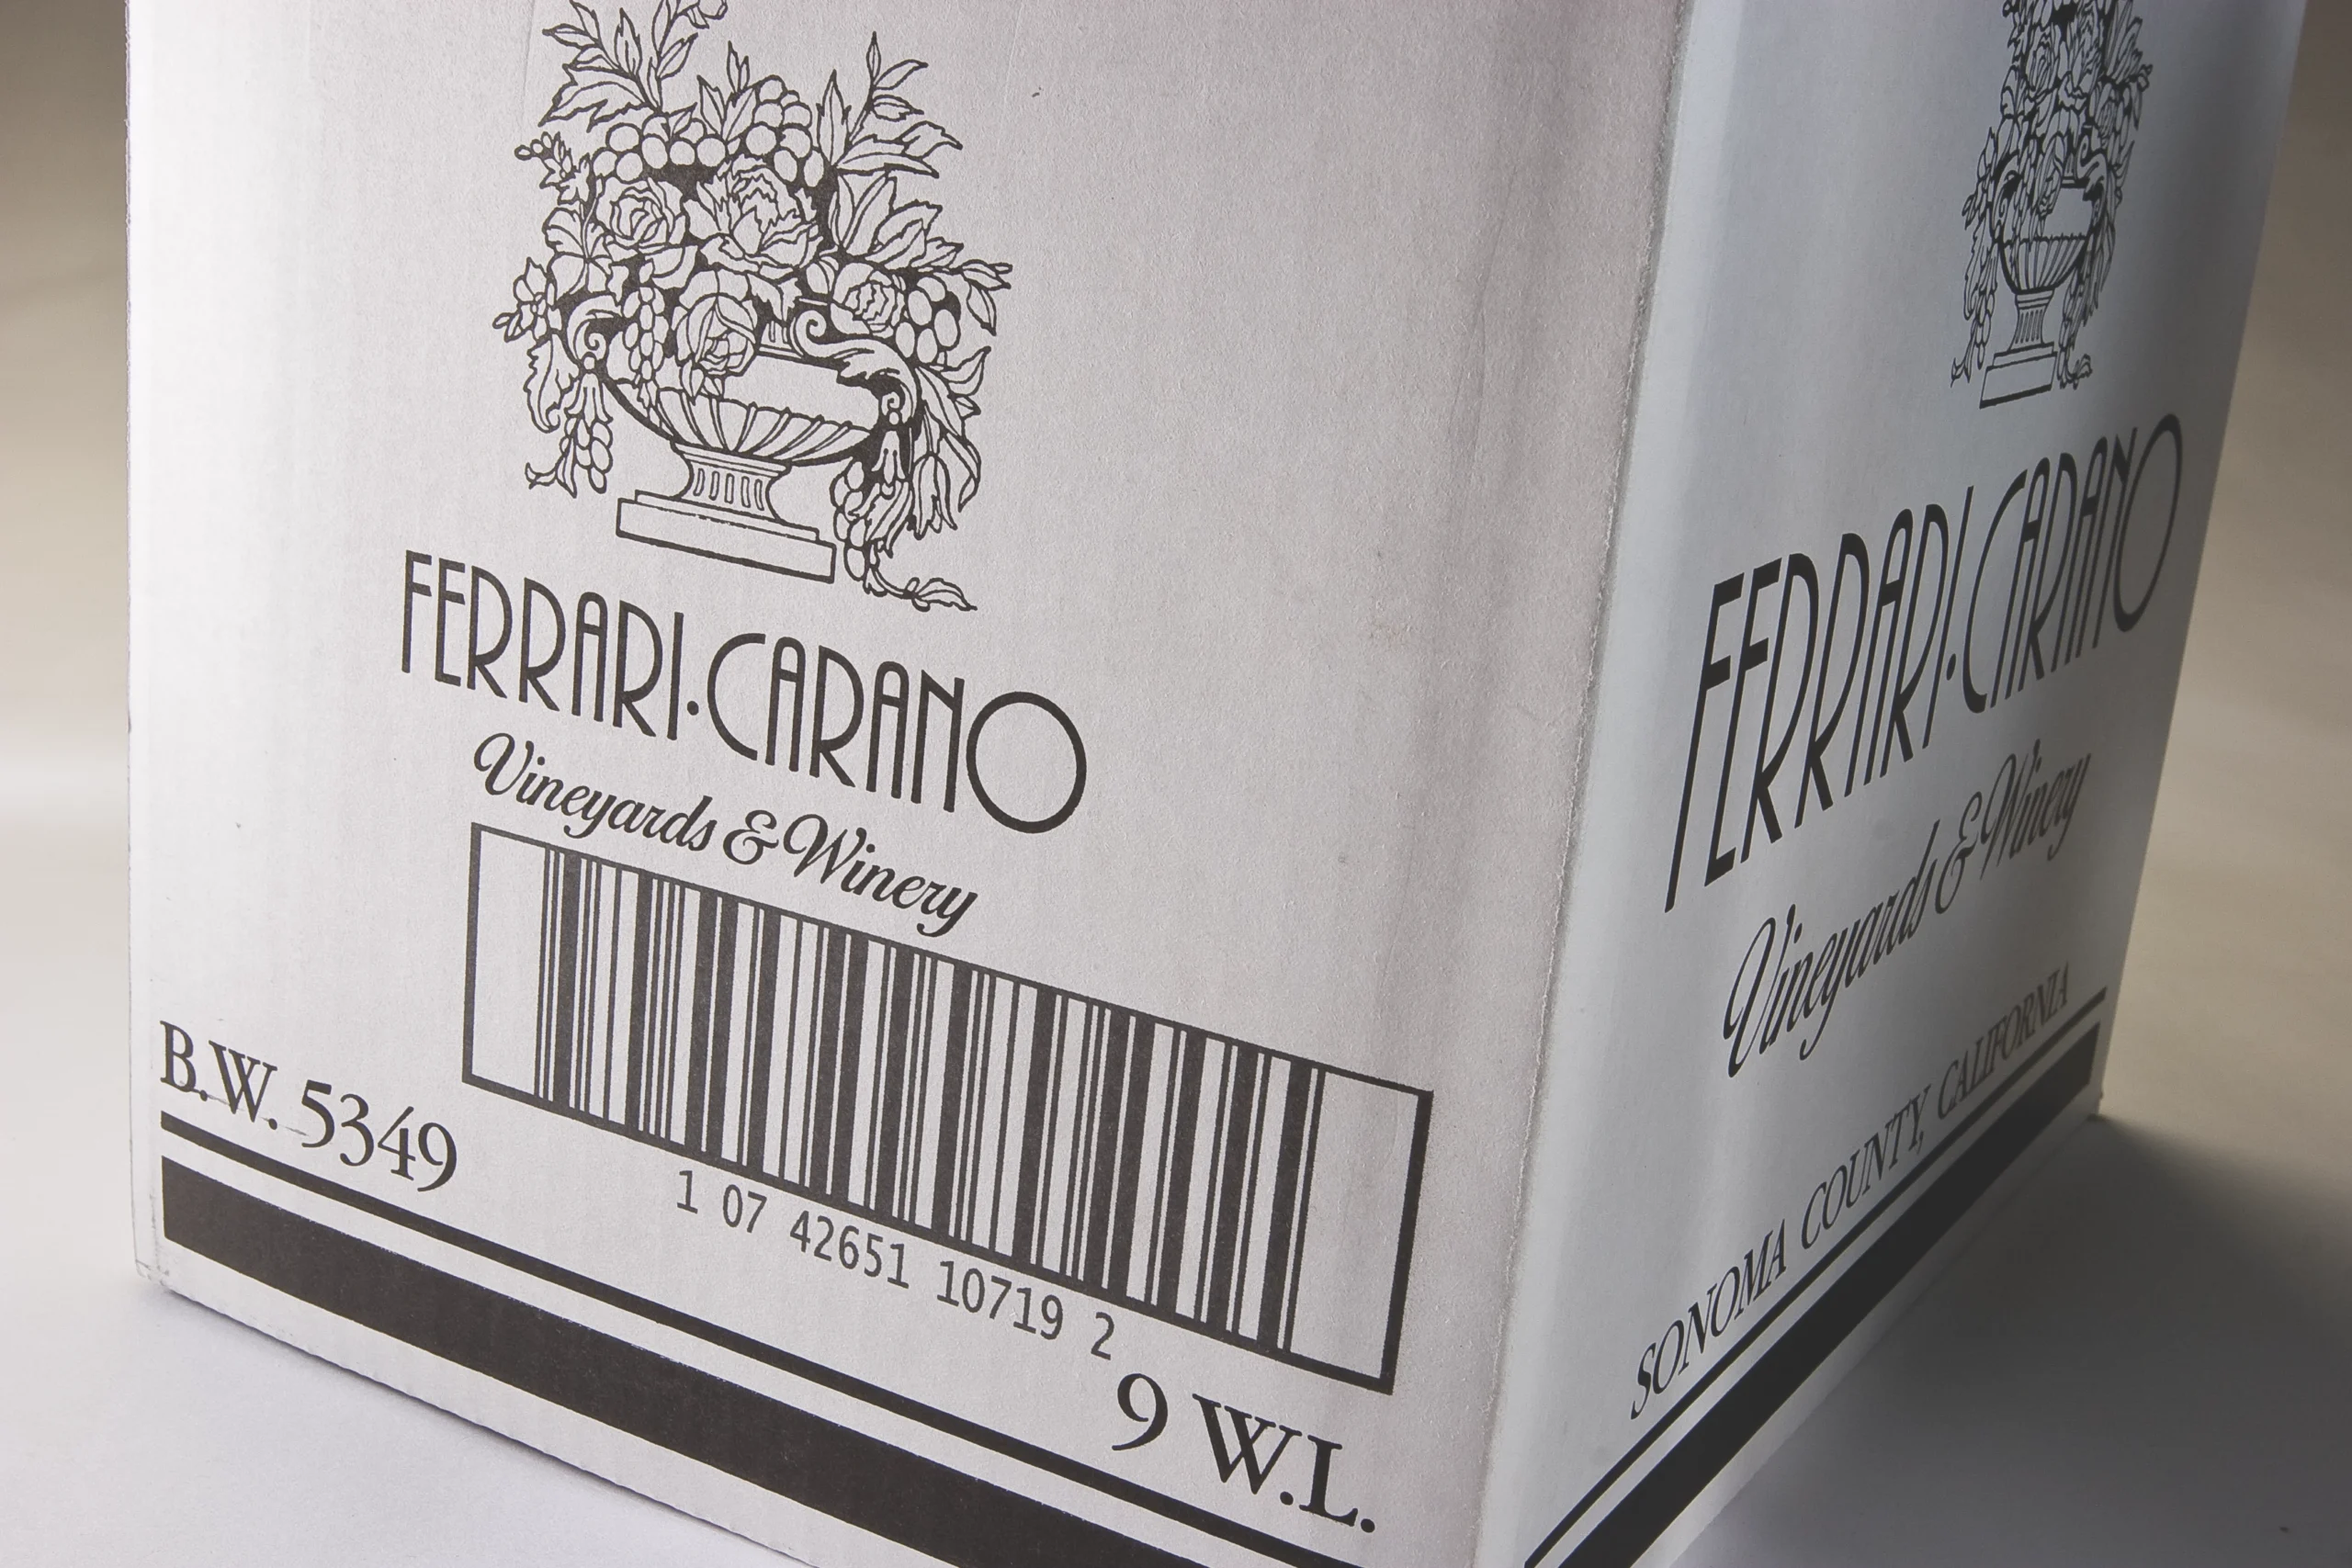 FERRARI·CARANO
Vineyards & Winery
B.W. 5349
1 07 42651 10719 2
9 W.L.
FERRARI·CARANO
Vineyards & Winery
SONOMA COUNTY, CALIFORNIA